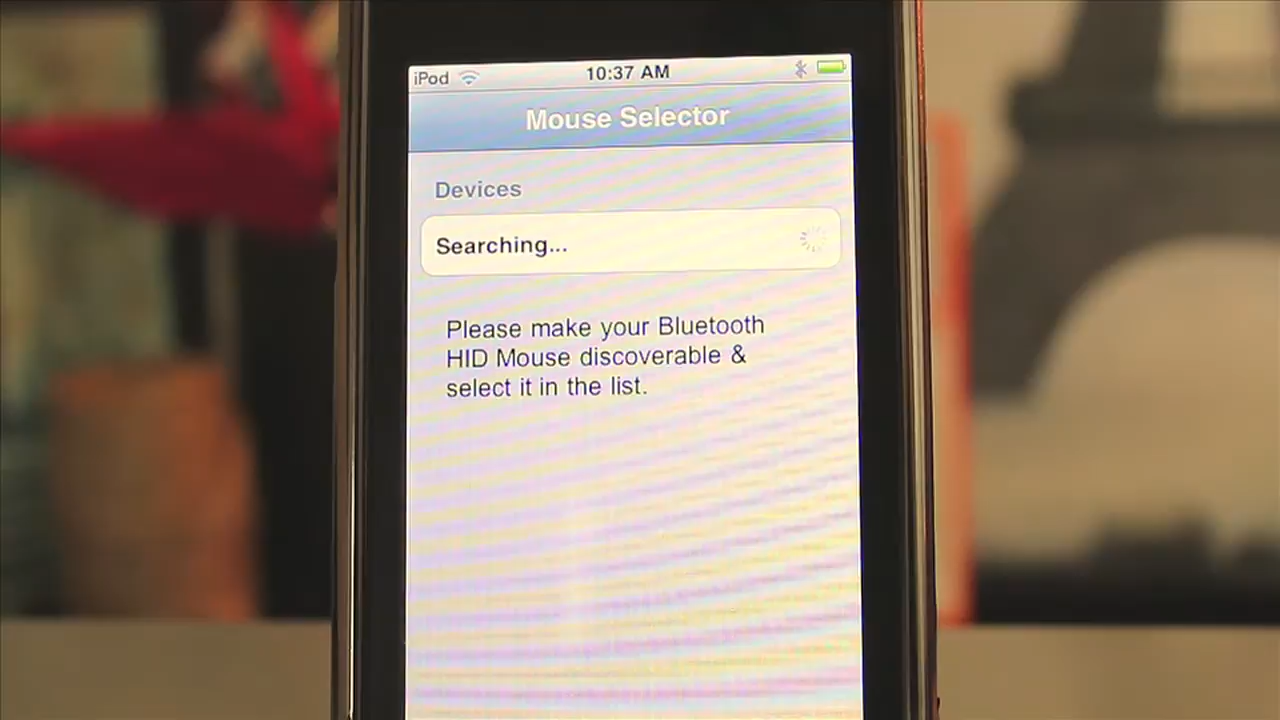 iPod 10:37 AM
Mouse Selector
Devices
Searching...
Please make your Bluetooth
HID Mouse discoverable &
select it in the list.